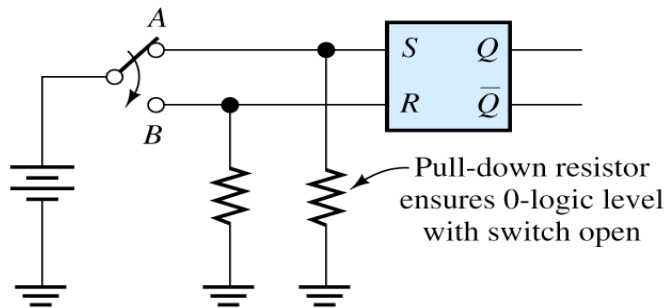 A
S Q
R Q̅
B
Pull-down resistor
ensures 0-logic level
with switch open